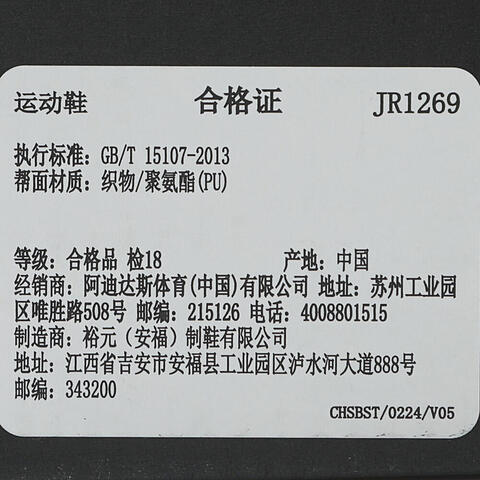 运动鞋 合格证 JR1269
执行标准：GB/T 15107-2013
帮面材质：织物/聚氨酯(PU)
等级：合格品 检18 产地：中国
经销商：阿迪达斯体育(中国)有限公司 地址：苏州工业园
区唯胜路508号 邮编：215126 电话：4008801515
制造商：裕元（安福）制鞋有限公司
地址：江西省吉安市安福县工业园区泸水河大道888号
邮编：343200
CHSBST/0224/V05